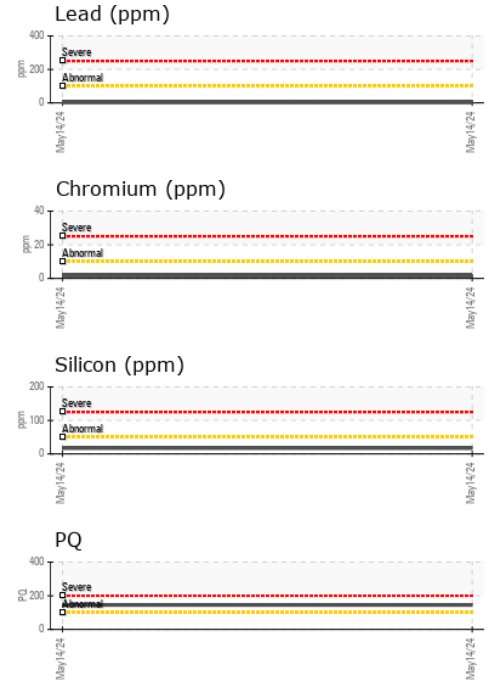 Lead (ppm)
400
Severe
ppm
200
Abnormal
0
May14/24
May14/24
Chromium (ppm)
40
Severe
ppm
20
Abnormal
0
May14/24
May14/24
Silicon (ppm)
200
Severe
ppm
100
Abnormal
0
May14/24
May14/24
PQ
400
Severe
PQ
200
Abnormal
0
May14/24
May14/24